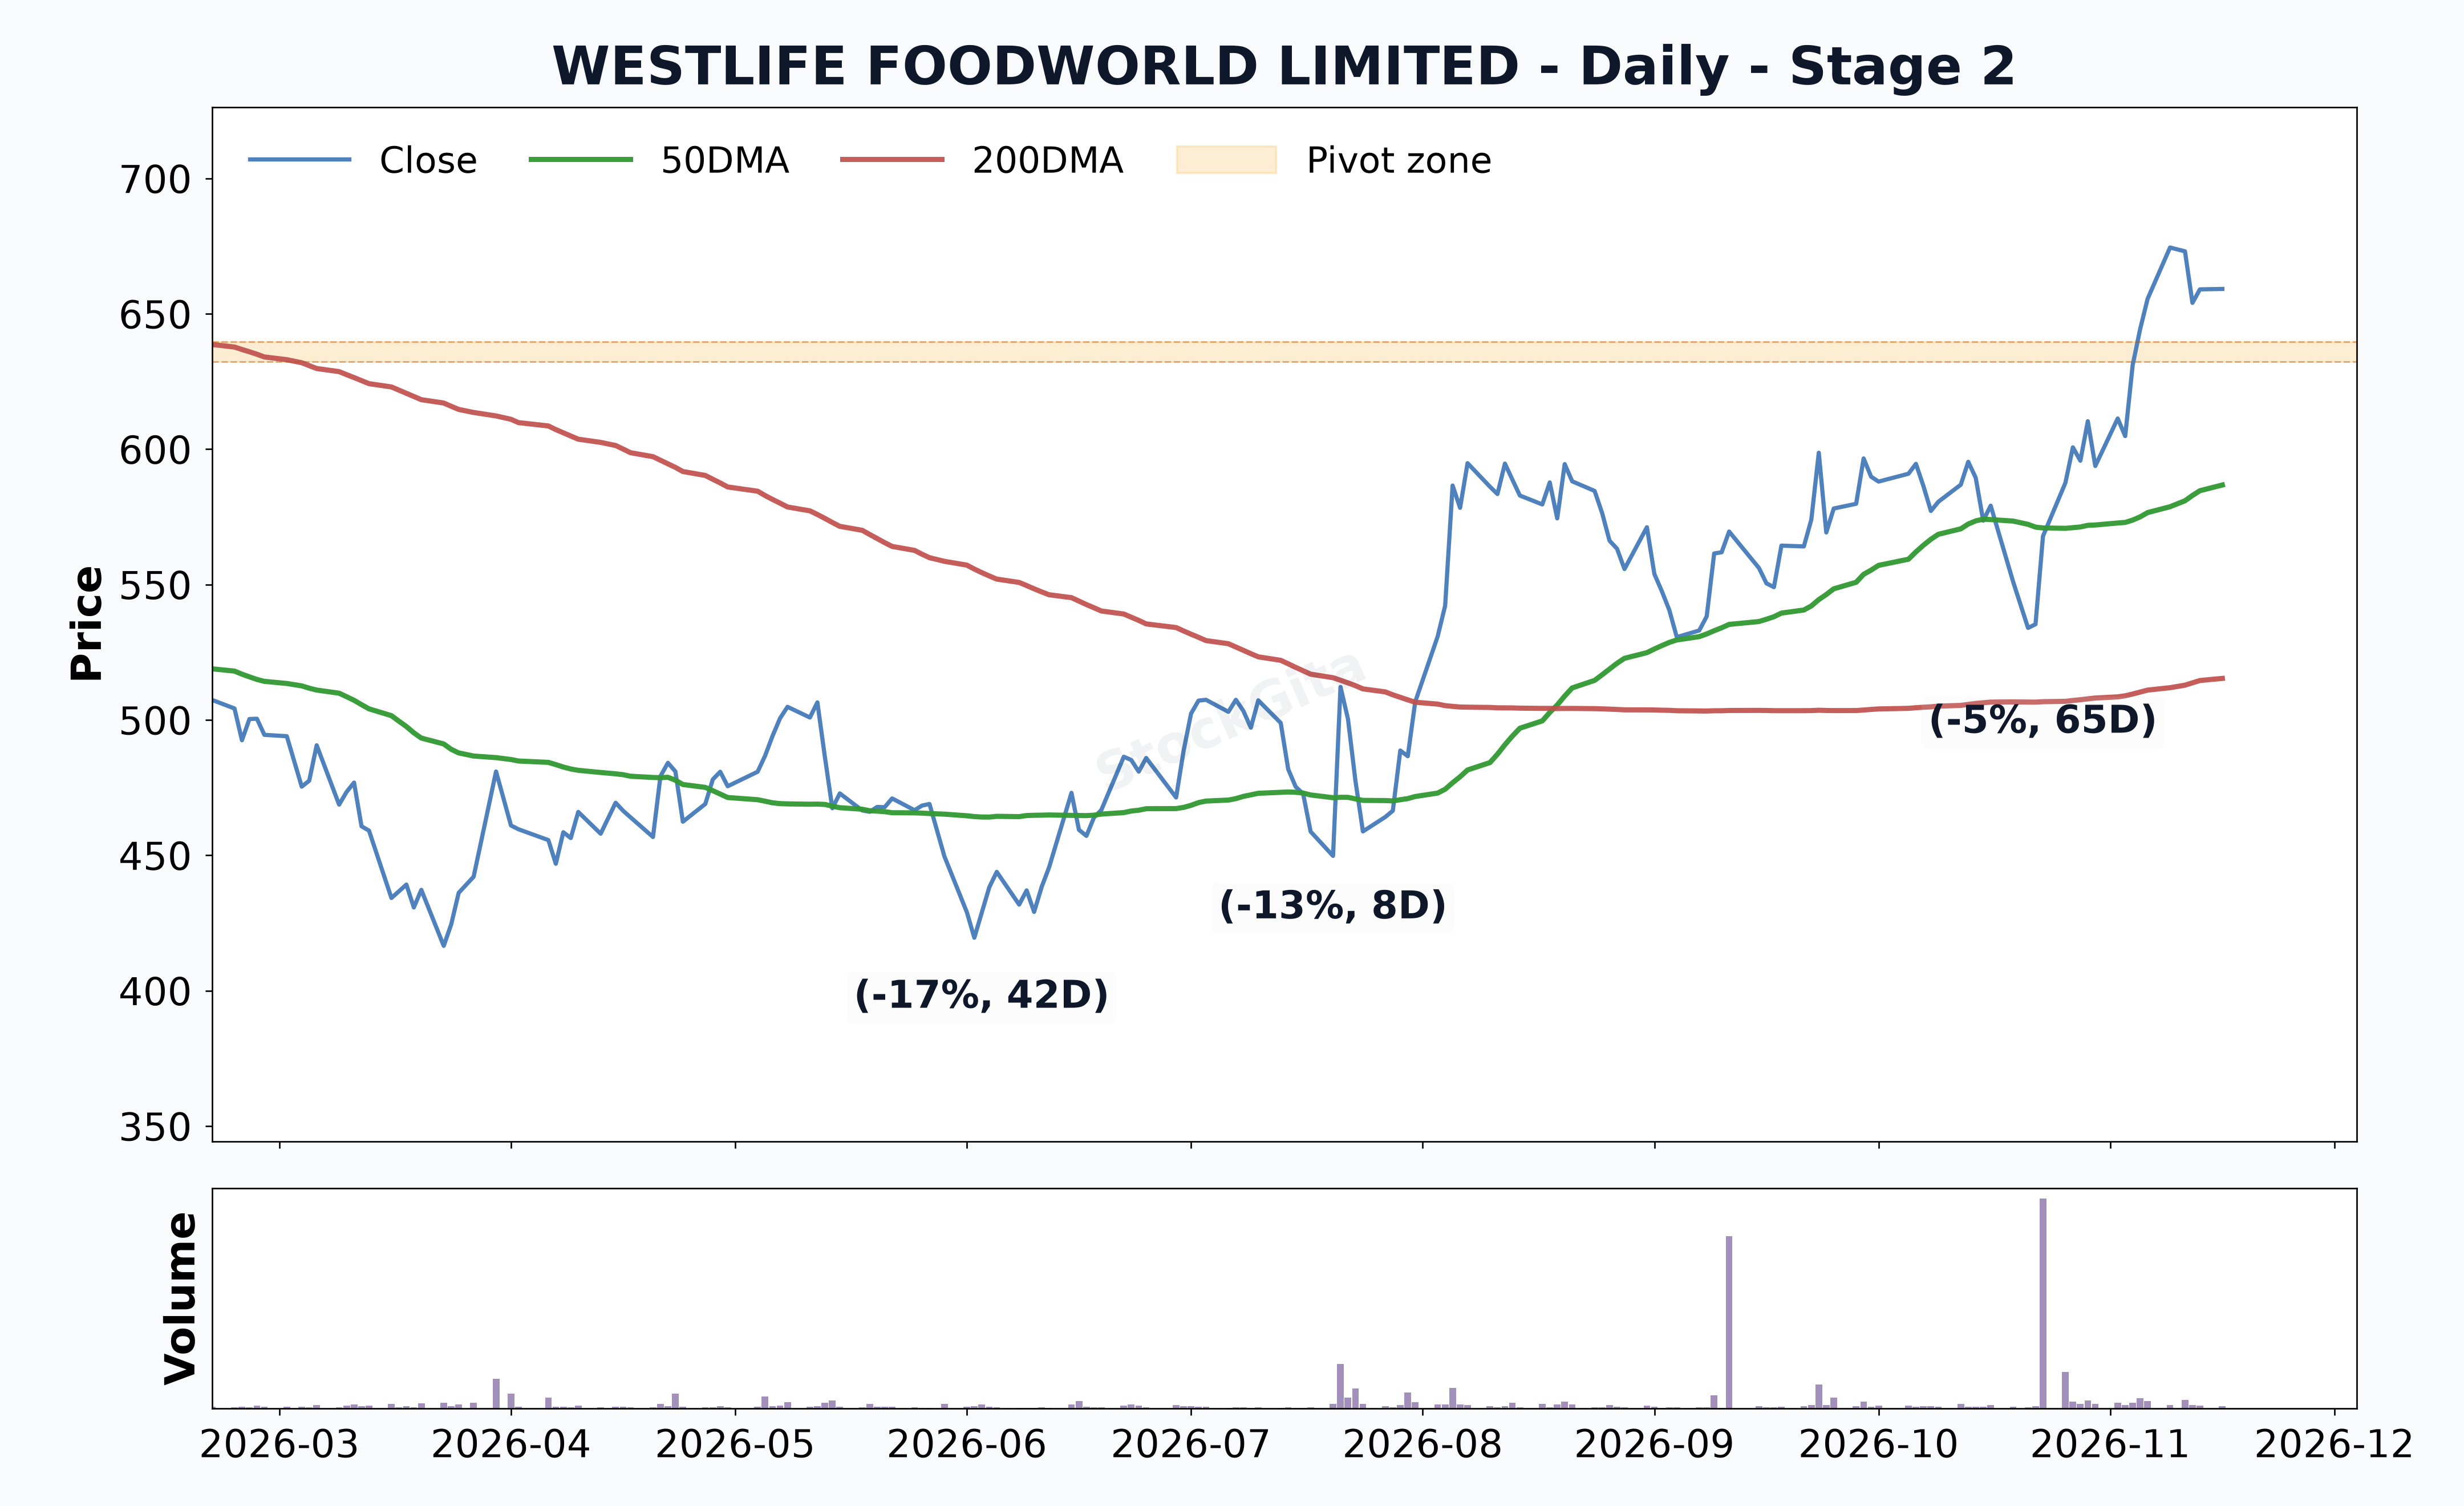 WESTLIFE FOODWORLD LIMITED - Daily - Stage 2
Close 50DMA 200DMA Pivot zone
700
650
600
550
500
450
400
350
Price
StockGita
(-5%, 65D)
(-13%, 8D)
(-17%, 42D)
Volume
2026-03 2026-04 2026-05 2026-06 2026-07 2026-08 2026-09 2026-10 2026-11 2026-12